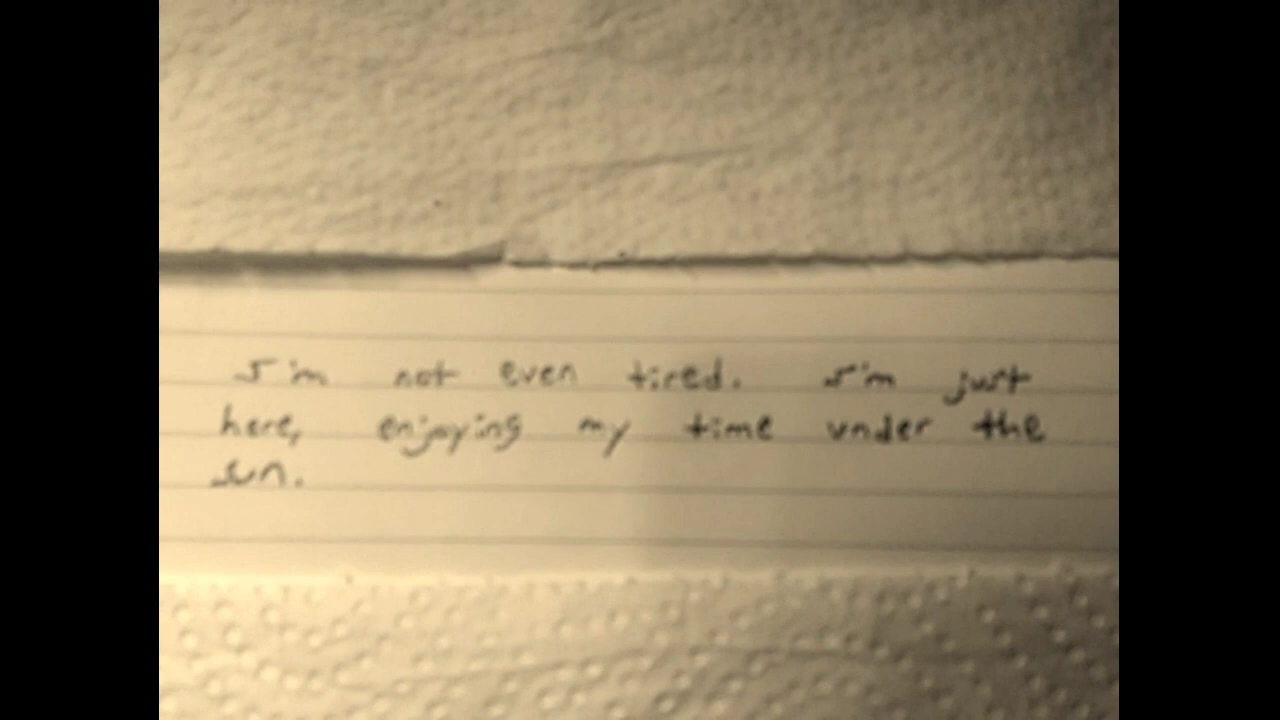 I'm not even tired. I'm just
here, enjoying my time under the
sun.